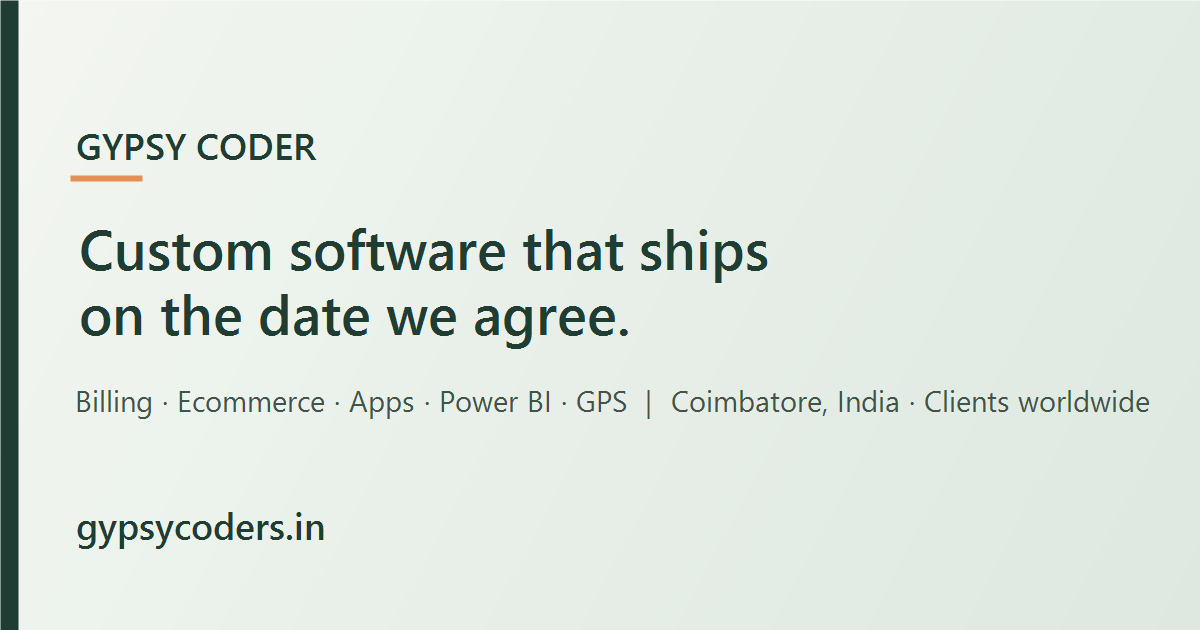 GYPSY CODER
Custom software that ships
on the date we agree.
Billing · Ecommerce · Apps · Power BI · GPS | Coimbatore, India · Clients worldwide
gypsycoders.in